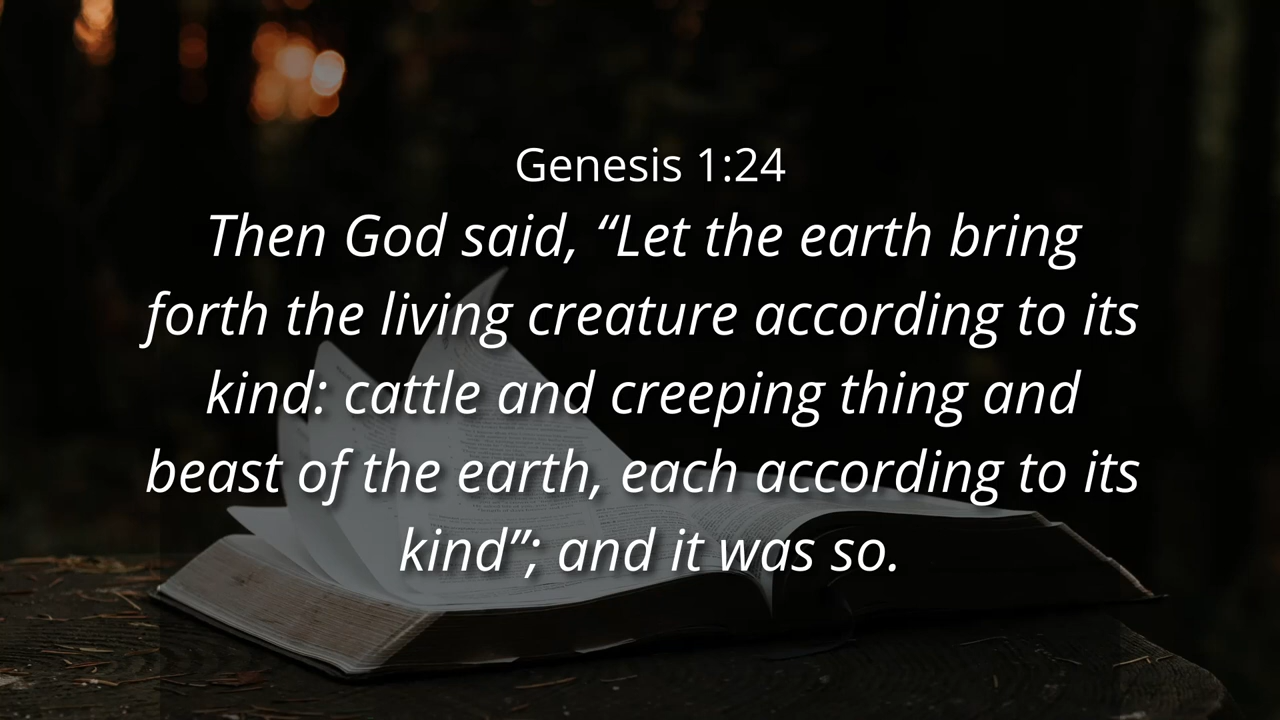 Genesis 1:24
Then God said, “Let the earth bring
forth the living creature according to its
kind: cattle and creeping thing and
beast of the earth, each according to its
kind”; and it was so.